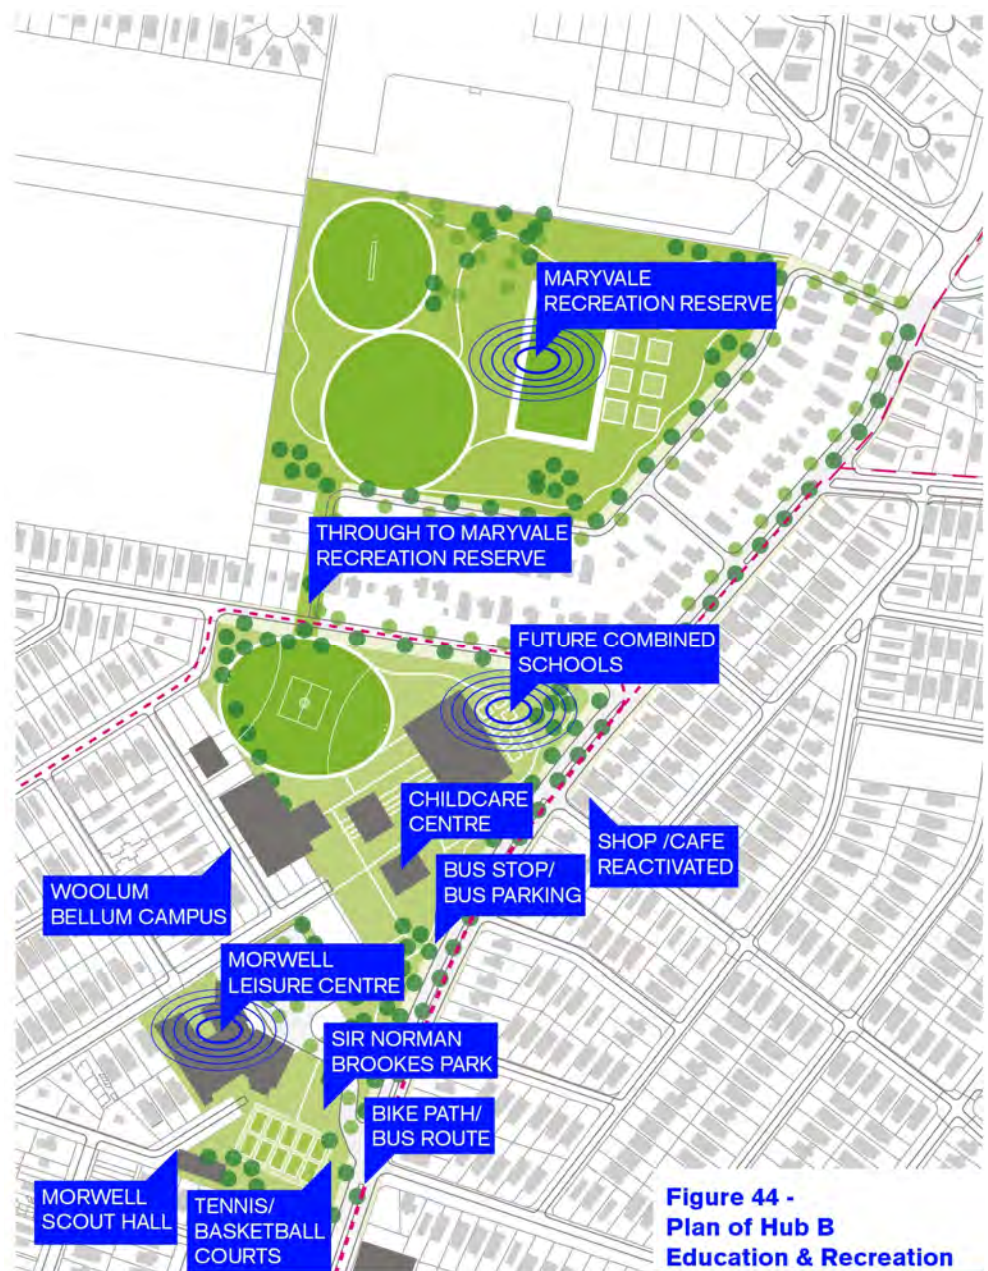 MARYVALE
RECREATION RESERVE
THROUGH TO MARYVALE
RECREATION RESERVE
FUTURE COMBINED
SCHOOLS
CHILDCARE
CENTRE
SHOP /CAFE
REACTIVATED
BUS STOP/
BUS PARKING
WOOLUM
BELLUM CAMPUS
MORWELL
LEISURE CENTRE
SIR NORMAN
BROOKES PARK
BIKE PATH/
BUS ROUTE
MORWELL
SCOUT HALL
TENNIS/
BASKETBALL
COURTS
Figure 44 -
Plan of Hub B
Education & Recreation